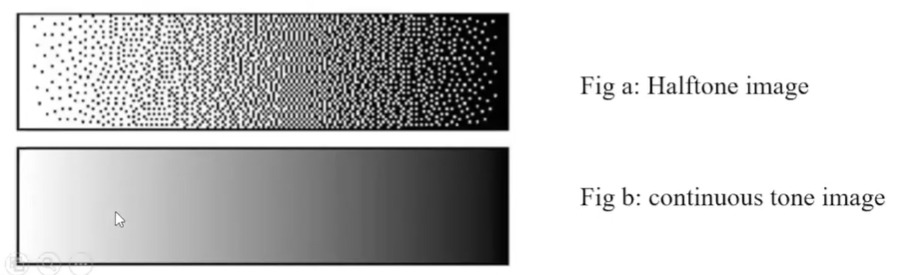 Fig a: Halftone image
Fig b: continuous tone image